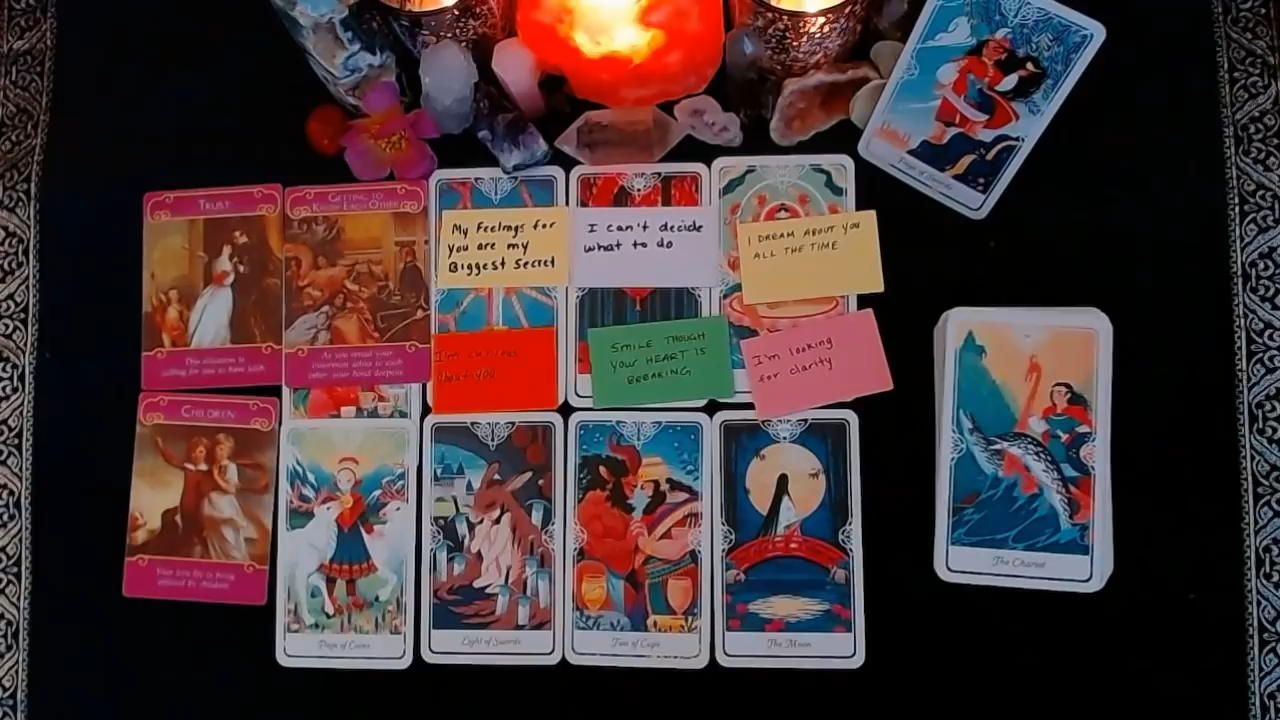 Page of Swords
TRUST
GETTING TO
KNOW EACH OTHER
My Feelings for
you are my
Biggest Secret
I can't decide
what to do
I DREAM ABOUT YOU
ALL THE TIME
This situation is
calling for you to have faith
As you reveal your
innermost selves to each
other, your bond deepens
I'm curious
about you
SMILE THOUGH
YOUR HEART IS
BREAKING
I'm looking
for clarity
CHILDREN
Your love life is being
affected by children
Page of Coins
Eight of Swords
Two of Cups
The Moon
The Chariot